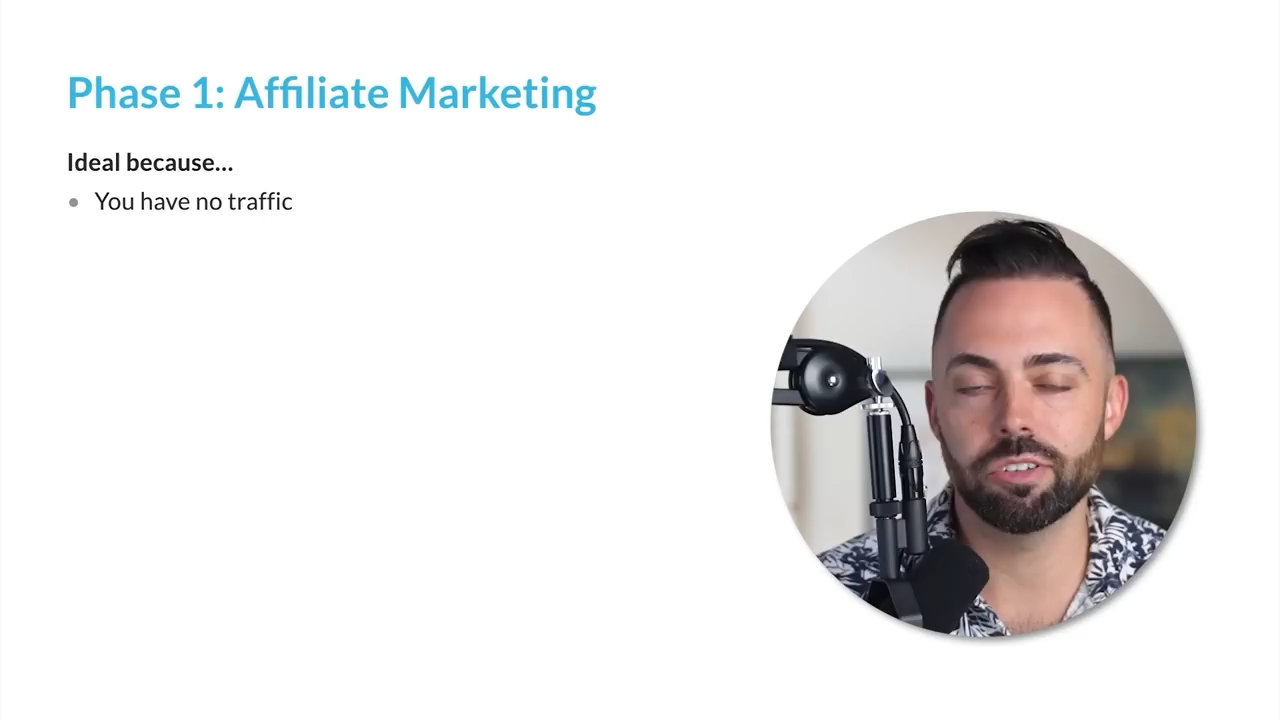 Phase 1: Affiliate Marketing
Ideal because...
• You have no traffic